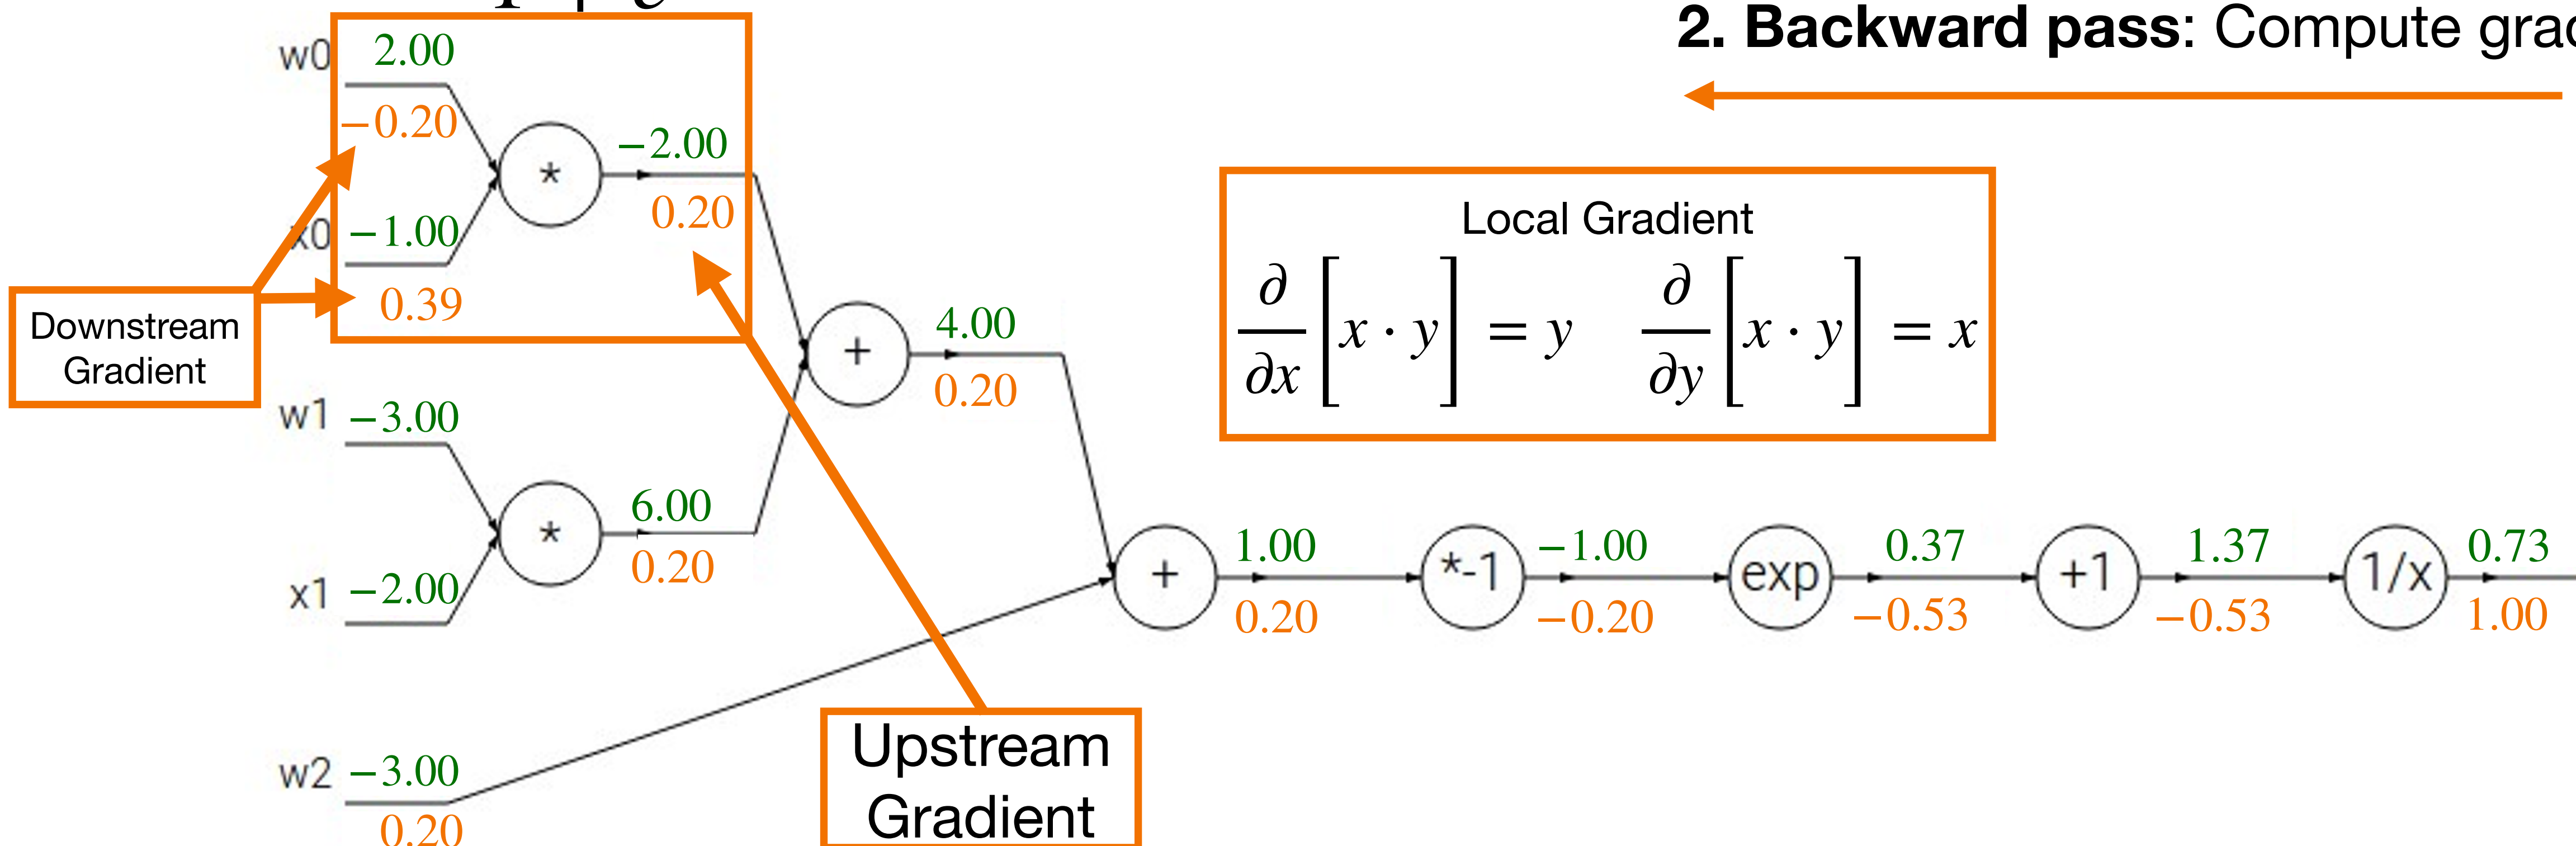 2. Backward pass: Compute grad
w0 2.00
−0.20
* −2.00
0.20
x0 −1.00
0.39
Downstream
Gradient
Local Gradient
∂/∂x [x · y] = y ∂/∂y [x · y] = x
+ 4.00
0.20
w1 −3.00
* 6.00
0.20
x1 −2.00
+ 1.00 *-1 −1.00 exp 0.37 +1 1.37 1/x 0.73
0.20 −0.20 −0.53 −0.53 1.00
w2 −3.00
0.20
Upstream
Gradient